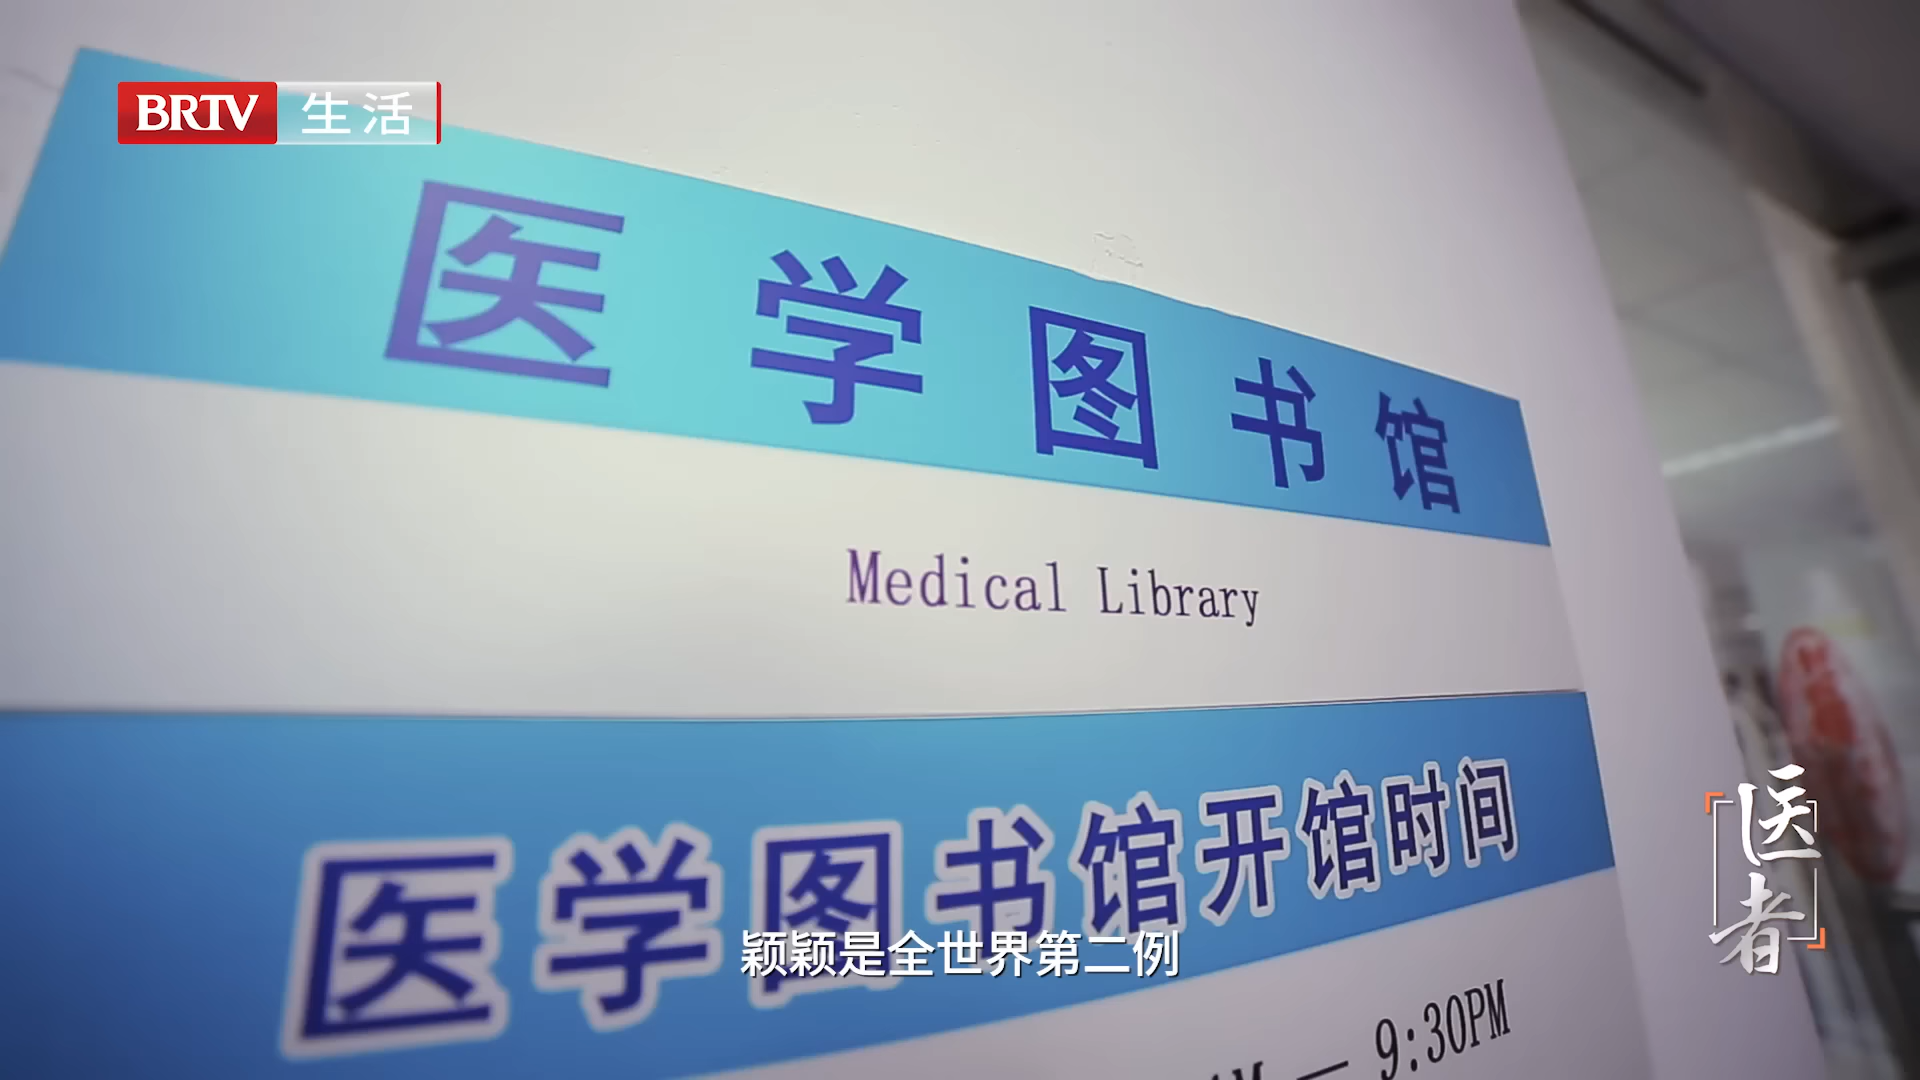 BRTV 生活
医学图书馆
Medical Library
医学图书馆开馆时间
颖颖是全世界第二例
— 9:30PM
医者